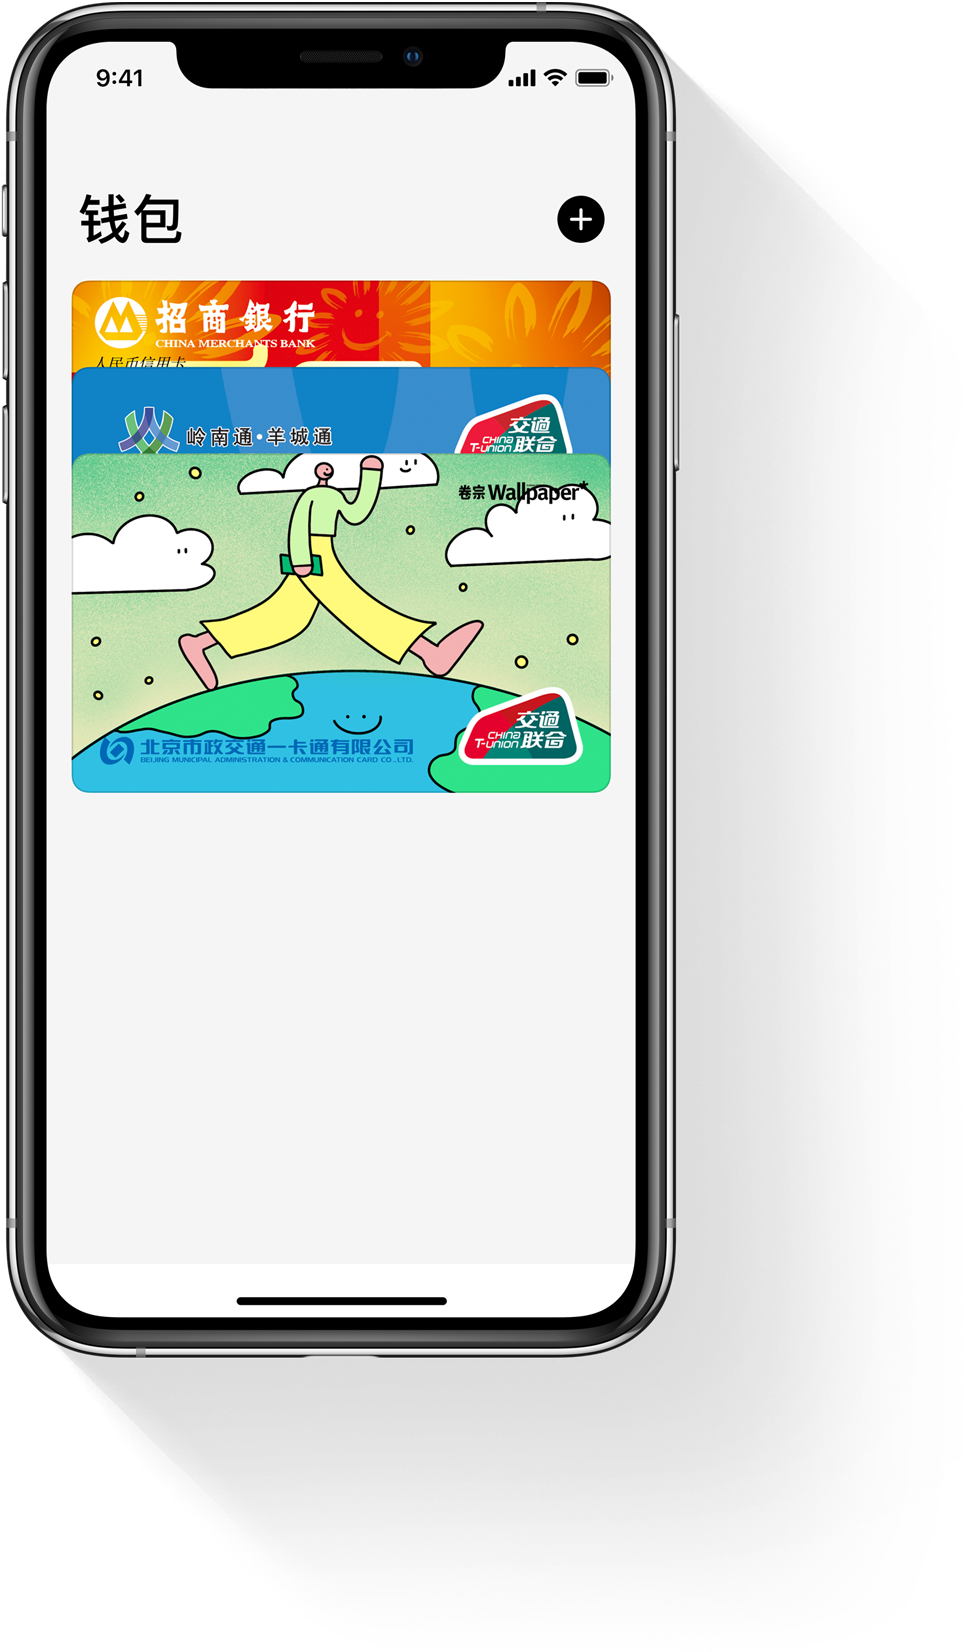 9:41
钱包
招商銀行
CHINA MERCHANTS BANK
人民币信用卡
岭南通·羊城通
交通
CHINA
T-UNION 联合
卷宗 Wallpaper*
交通
CHINA
T-UNION 联合
北京市政交通一卡通有限公司
BEIJING MUNICIPAL ADMINISTRATION & COMMUNICATION CARD CO.,LTD.